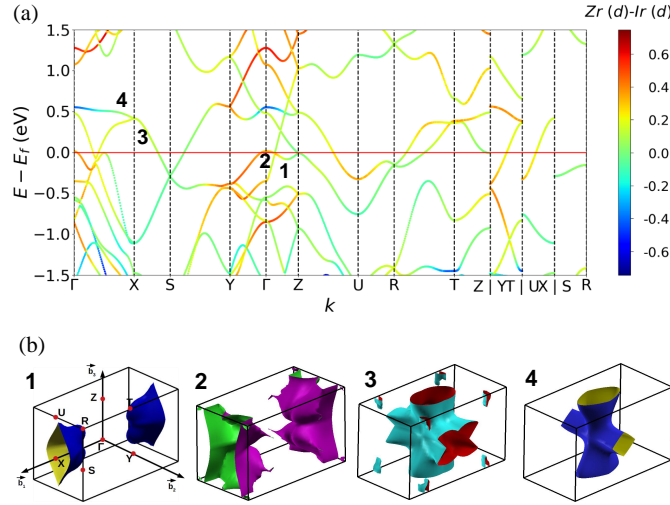 (a)
Zr (d)-Ir (d)
1.5
1.0
0.5
0.0
−0.5
−1.0
−1.5
E − E_f (eV)
4
3
2
1
0.6
0.4
0.2
0.0
−0.2
−0.4
−0.6
Γ X S Y Γ Z U R T Z | YT | UX | S R
k
(b)
1 2 3 4
b₃
Z
T
U
R
Γ
X
S
Y
b₁
b₂